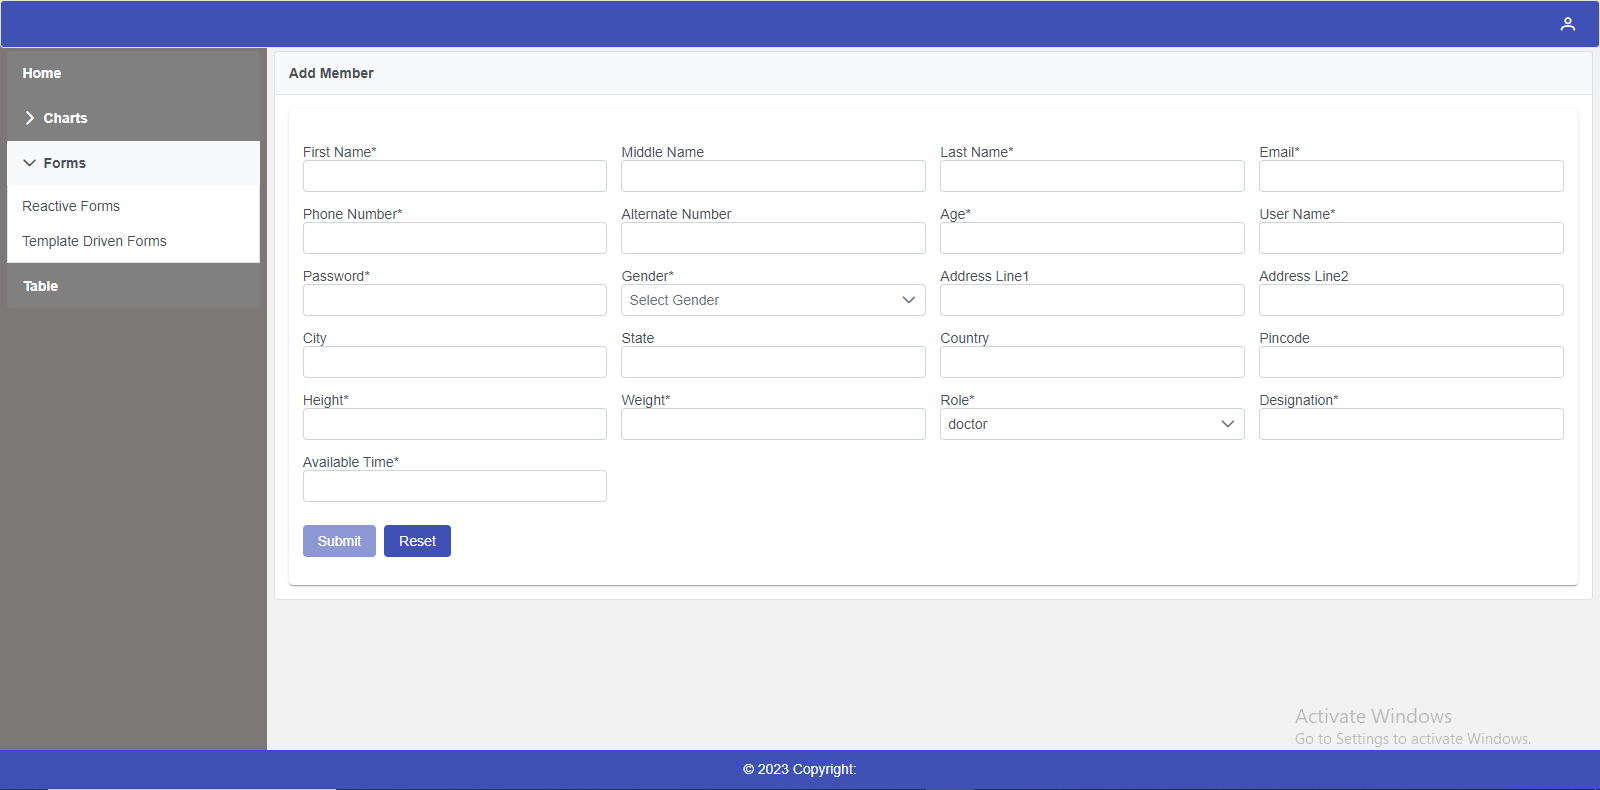 Home
Charts
Forms
Reactive Forms
Template Driven Forms
Table
Add Member
First Name* Middle Name Last Name* Email*
Phone Number* Alternate Number Age* User Name*
Password* Gender* Address Line1 Address Line2
Select Gender
City State Country Pincode
Height* Weight* Role* Designation*
doctor
Available Time*
Submit Reset
Activate Windows
Go to Settings to activate Windows.
© 2023 Copyright: